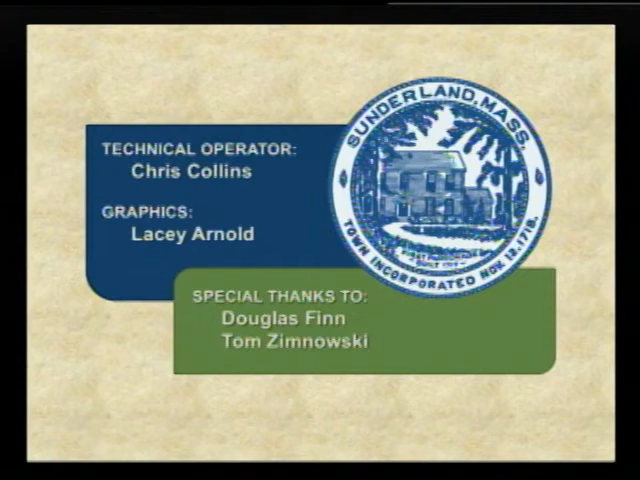 TECHNICAL OPERATOR:
Chris Collins
GRAPHICS:
Lacey Arnold
SUNDERLAND, MASS.
TOWN INCORPORATED NOV. 12, 1718.
SPECIAL THANKS TO:
Douglas Finn
Tom Zimnowski